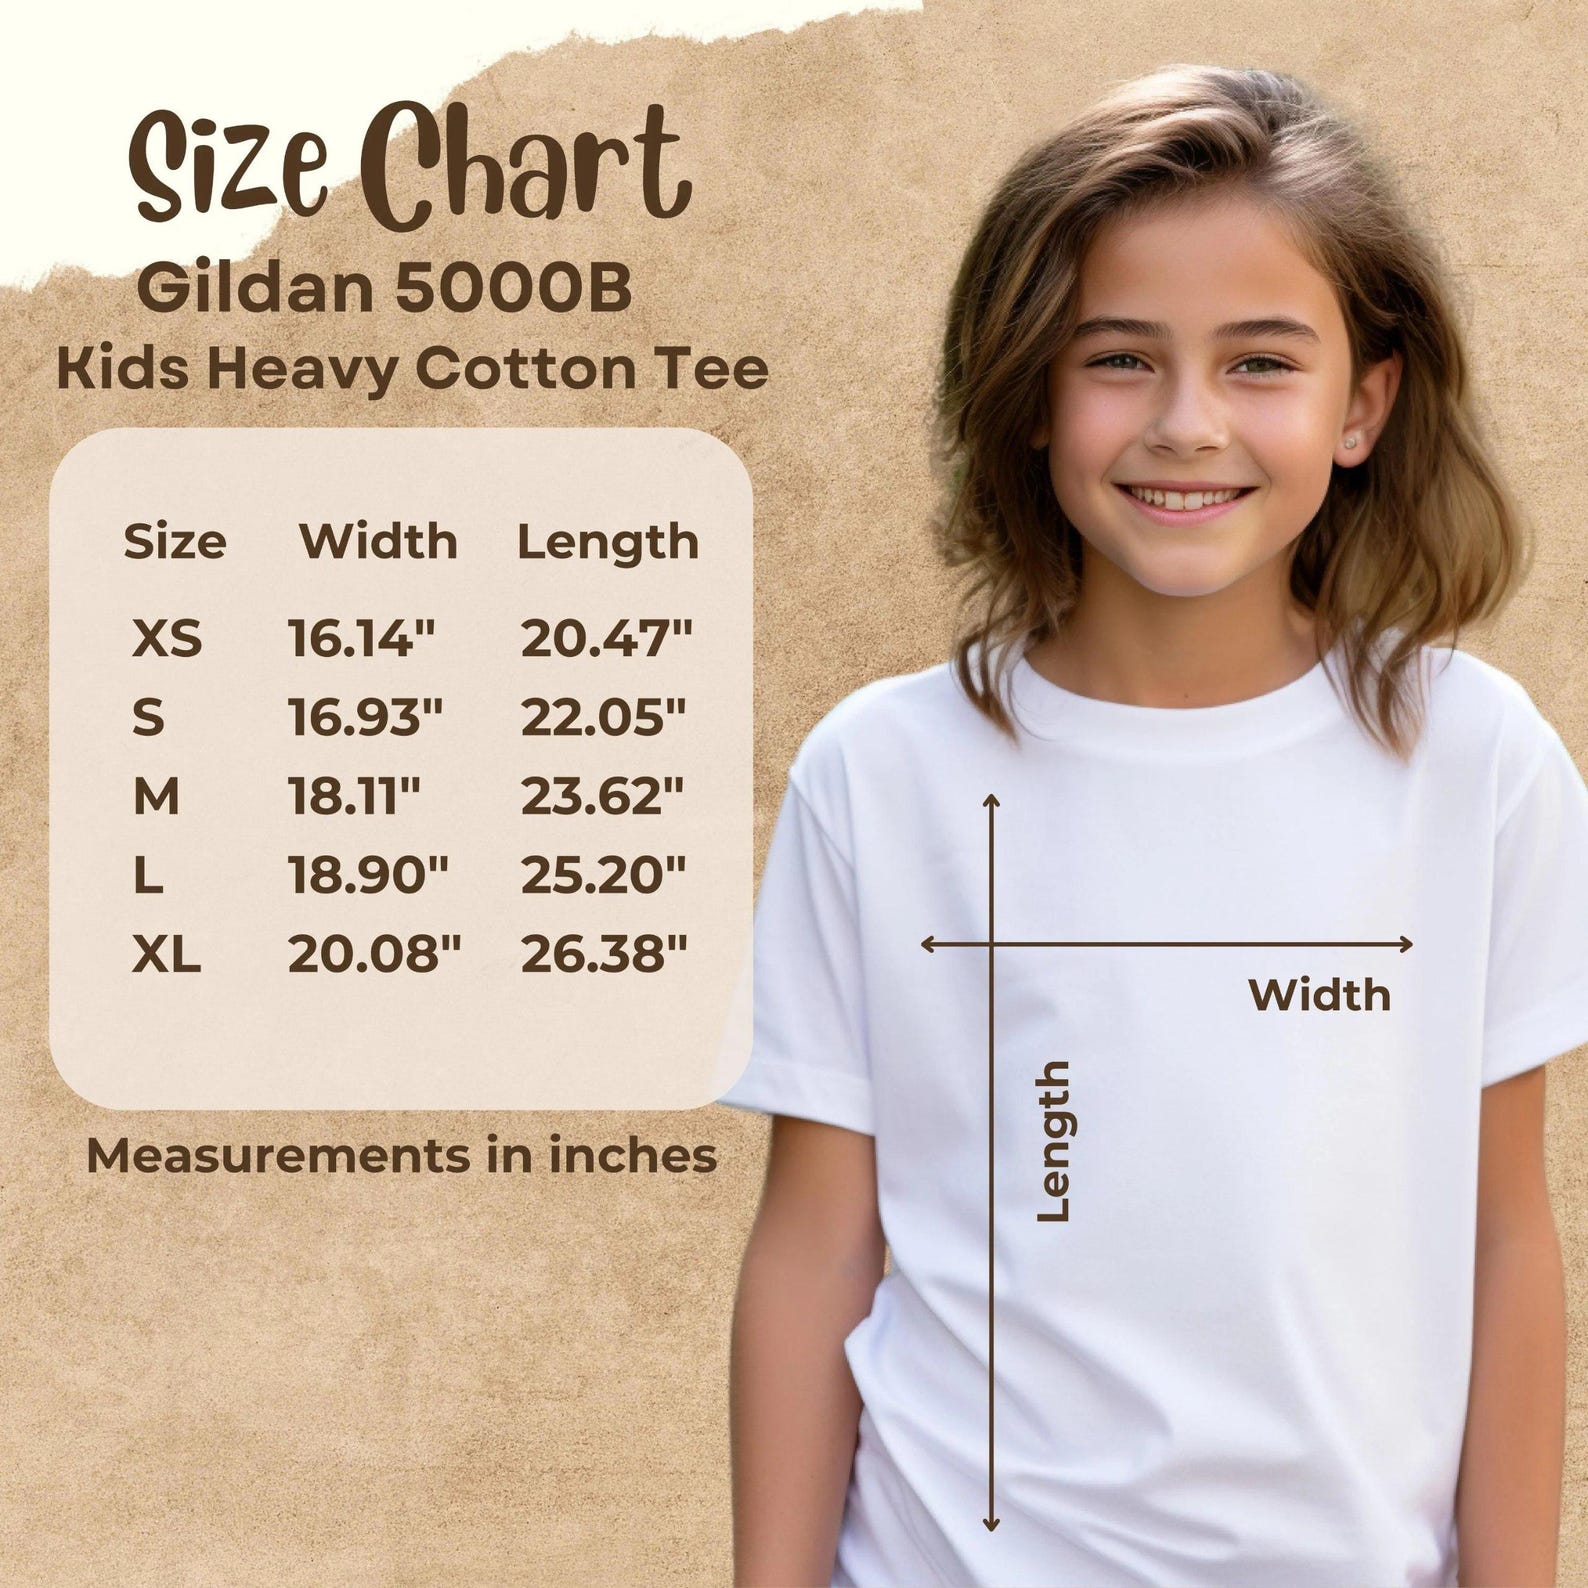 Size Chart
Gildan 5000B
Kids Heavy Cotton Tee
Size Width Length
XS 16.14" 20.47"
S 16.93" 22.05"
M 18.11" 23.62"
L 18.90" 25.20"
XL 20.08" 26.38"
Measurements in inches
Width
Length